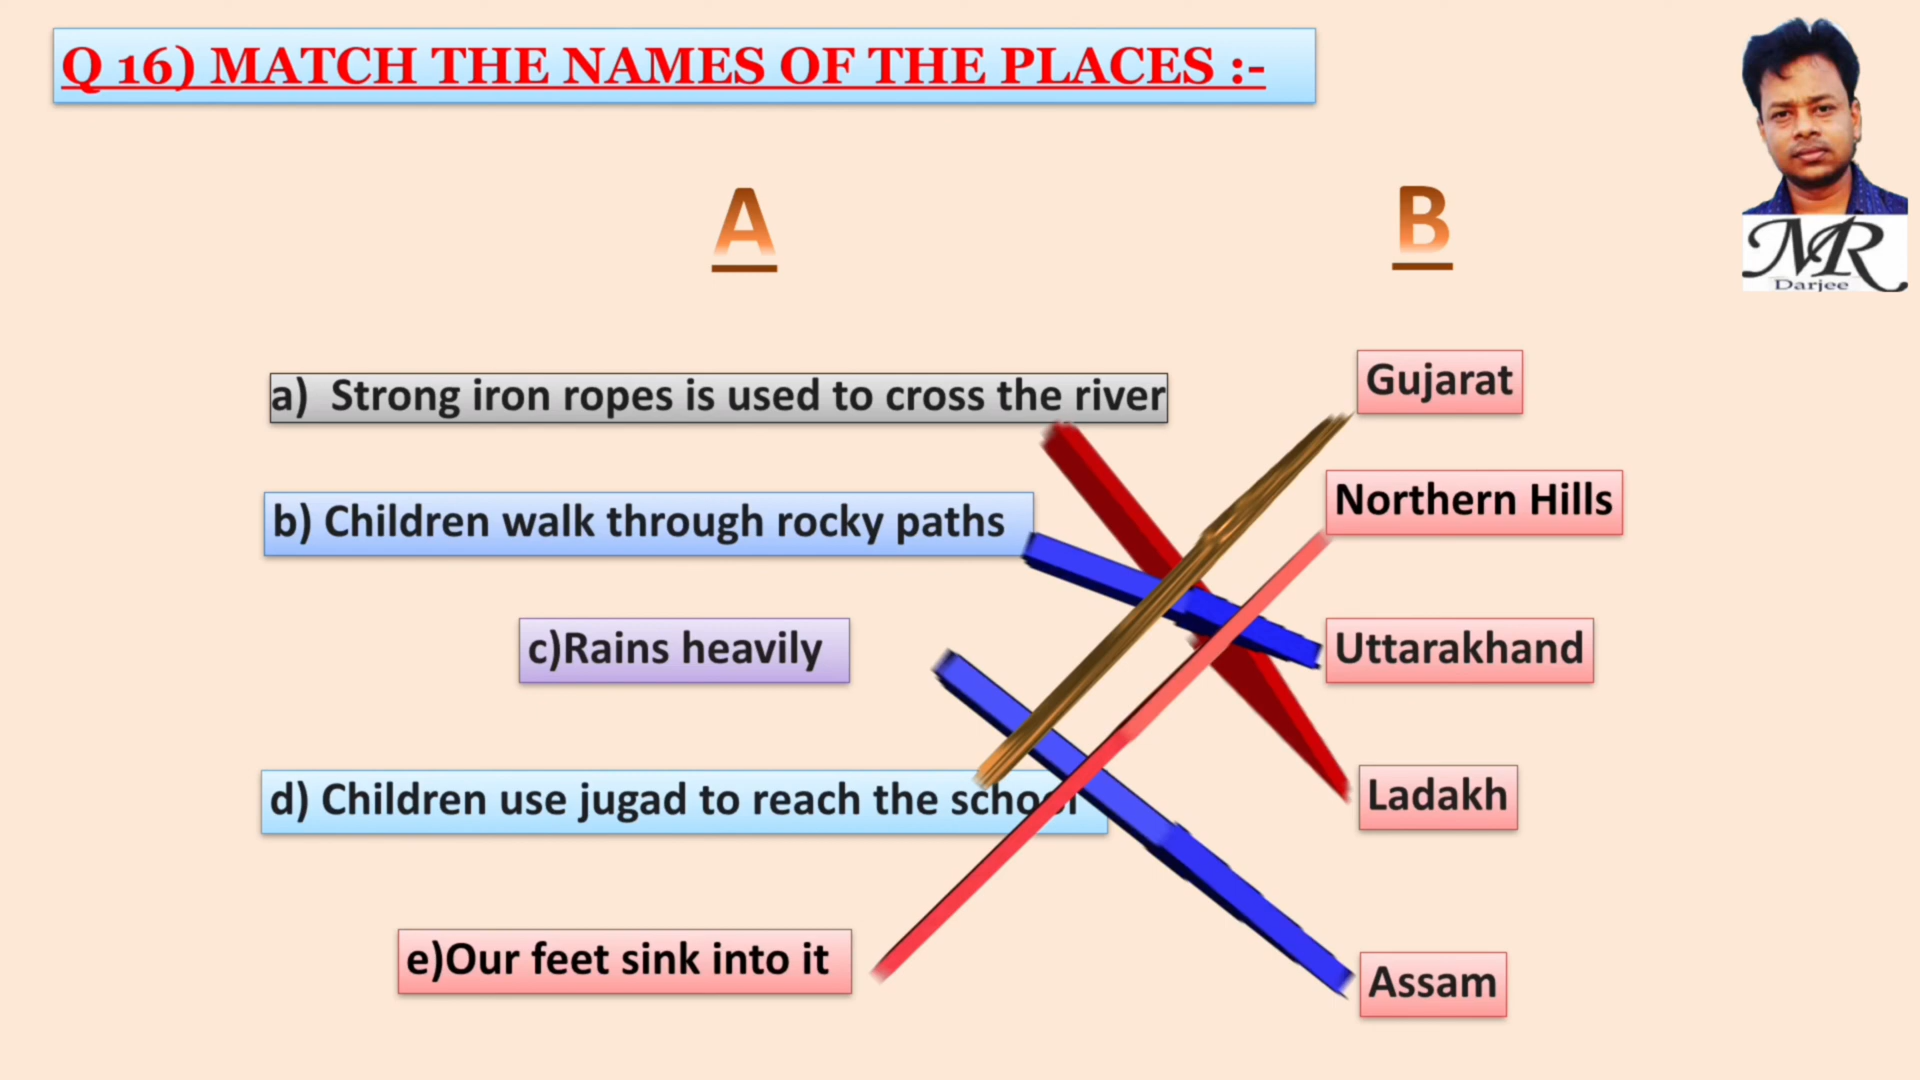 Q 16) MATCH THE NAMES OF THE PLACES :-
MR
Darjee
A
B
a) Strong iron ropes is used to cross the river
Gujarat
b) Children walk through rocky paths
Northern Hills
c)Rains heavily
Uttarakhand
d) Children use jugad to reach the school
Ladakh
e)Our feet sink into it
Assam